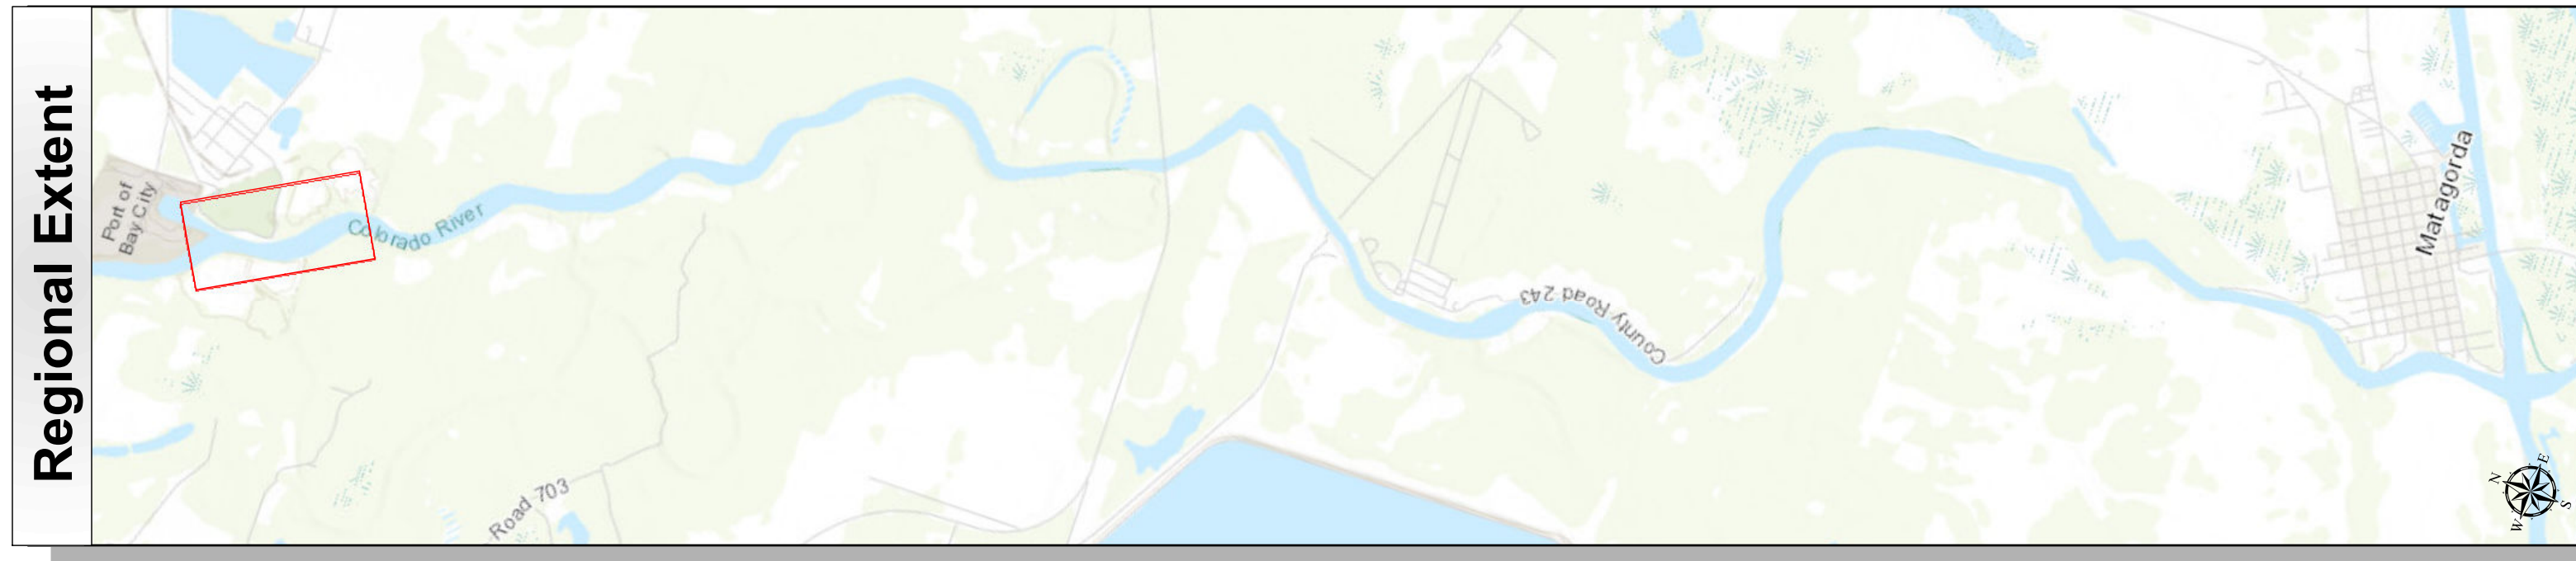 Regional Extent
Port of
Bay City
Colorado River
Road 703
County Road 243
Matagorda
N
E
S
W